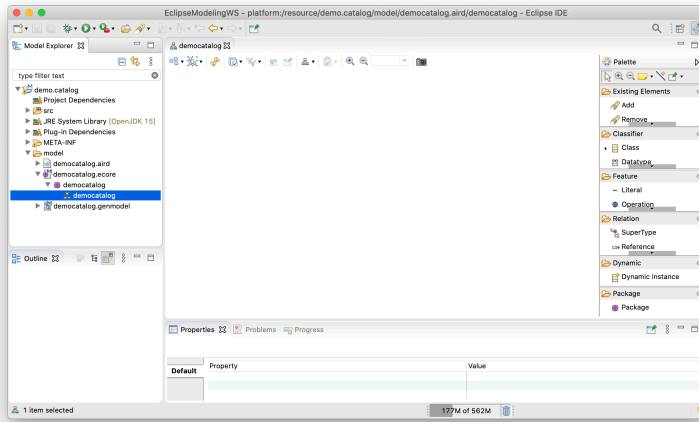 EclipseModelingWS - platform:/resource/demo.catalog/model/democatalog.aird/democatalog - Eclipse IDE
Model Explorer
type filter text
demo.catalog
Project Dependencies
src
JRE System Library [OpenJDK 15]
Plug-in Dependencies
META-INF
model
democatalog.aird
democatalog.ecore
democatalog
democatalog
democatalog.genmodel
Outline
democatalog
Palette
Existing Elements
Add
Remove
Classifier
Class
Datatype
Feature
Literal
Operation
Relation
SuperType
Reference
Dynamic
Dynamic instance
Package
Package
Properties Problems Progress
Default
Property Value
1 item selected
177M of 562M